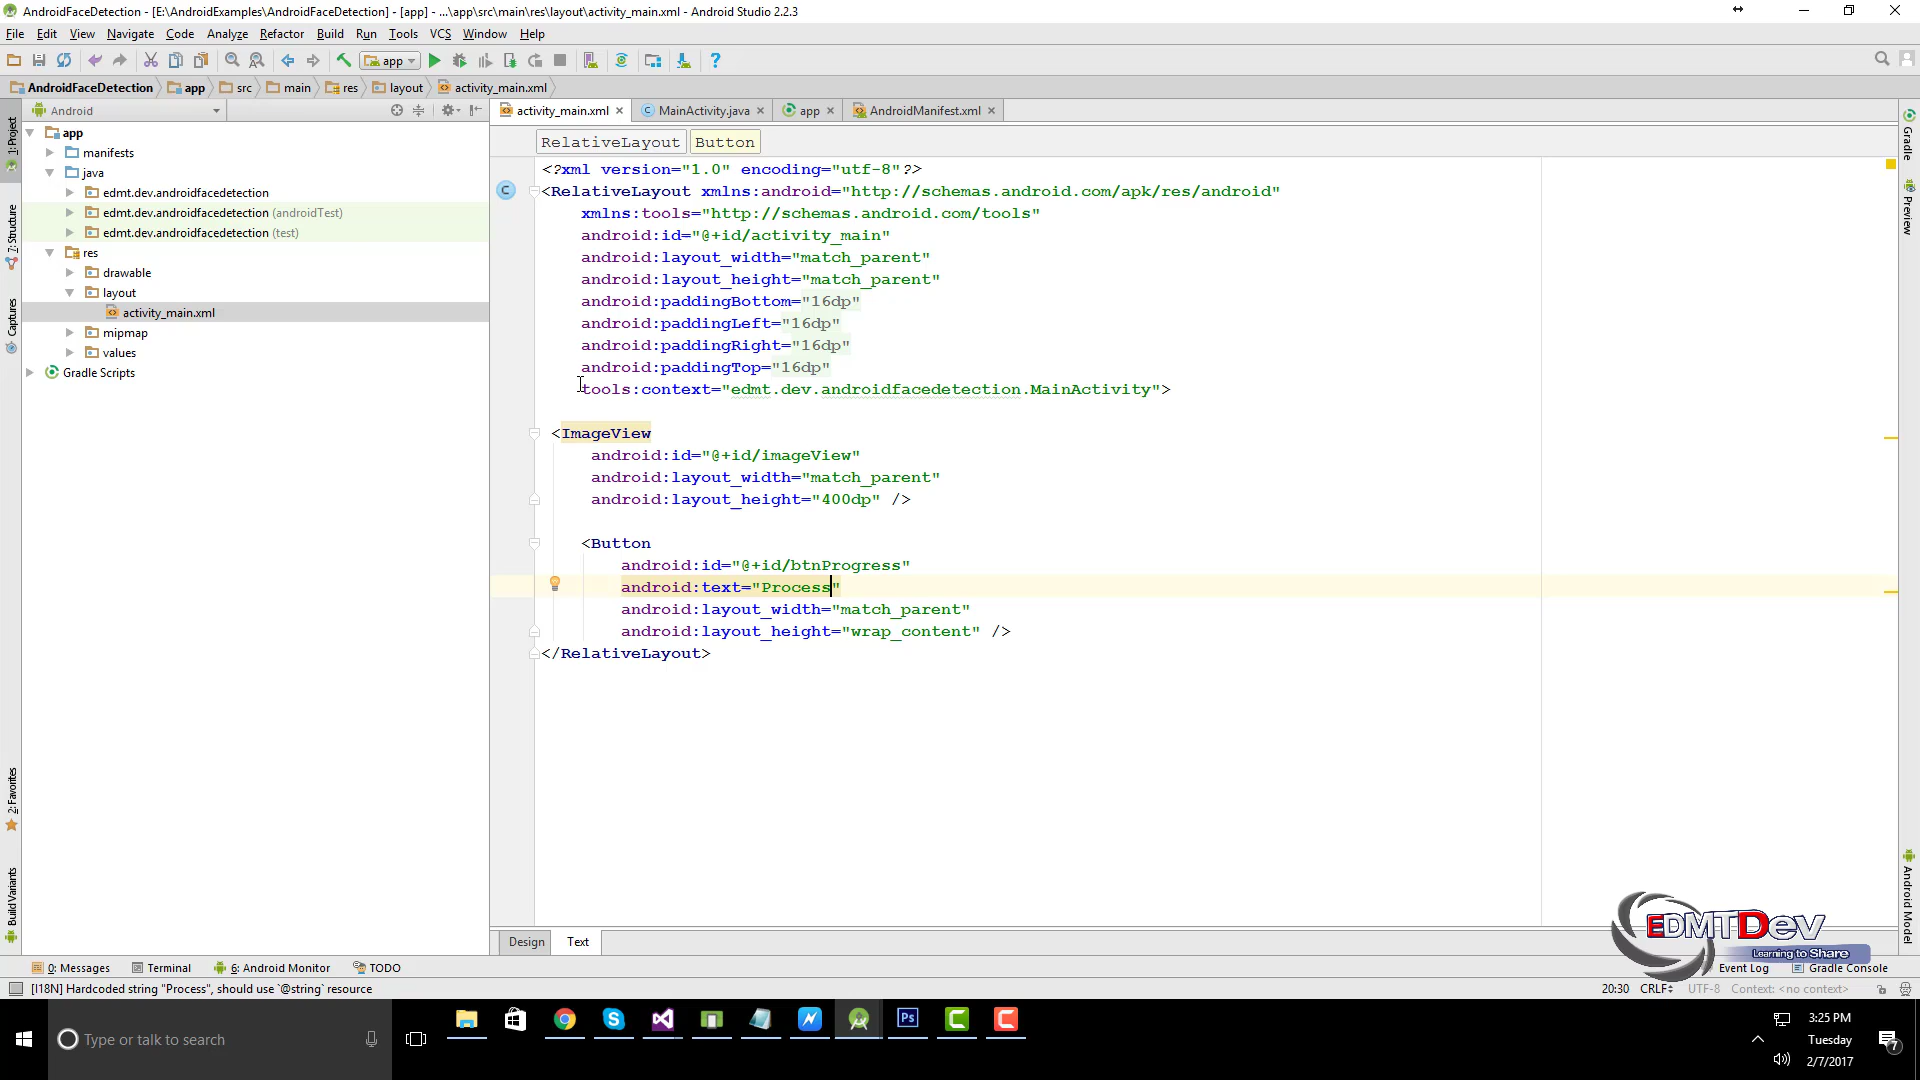 AndroidFaceDetection - [E:\AndroidExamples\AndroidFaceDetection] - [app] - ...\app\src\main\res\layout\activity_main.xml - Android Studio 2.2.3
File Edit View Navigate Code Analyze Refactor Build Run Tools VCS Window Help
app
AndroidFaceDetection app src main res layout activity_main.xml
Android
activity_main.xml MainActivity.java app AndroidManifest.xml
1: Project
7: Structure
Captures
2: Favorites
Build Variants
app
manifests
java
edmt.dev.androidfacedetection
edmt.dev.androidfacedetection (androidTest)
edmt.dev.androidfacedetection (test)
res
drawable
layout
activity_main.xml
mipmap
values
Gradle Scripts
RelativeLayout Button
<?xml version="1.0" encoding="utf-8"?>
<RelativeLayout xmlns:android="http://schemas.android.com/apk/res/android"
xmlns:tools="http://schemas.android.com/tools"
android:id="@+id/activity_main"
android:layout_width="match_parent"
android:layout_height="match_parent"
android:paddingBottom="16dp"
android:paddingLeft="16dp"
android:paddingRight="16dp"
android:paddingTop="16dp"
tools:context="edmt.dev.androidfacedetection.MainActivity">
<ImageView
android:id="@+id/imageView"
android:layout_width="match_parent"
android:layout_height="400dp" />
<Button
android:id="@+id/btnProgress"
android:text="Process"
android:layout_width="match_parent"
android:layout_height="wrap_content" />
</RelativeLayout>
Gradle
Preview
Android Model
Design Text
EDMTDev
Learning to Share
0: Messages Terminal 6: Android Monitor TODO Event Log Gradle Console
[I18N] Hardcoded string "Process", should use `@string` resource 20:30 CRLF UTF-8 Context: <no context>
Type or talk to search
3:25 PM
Tuesday
2/7/2017
7